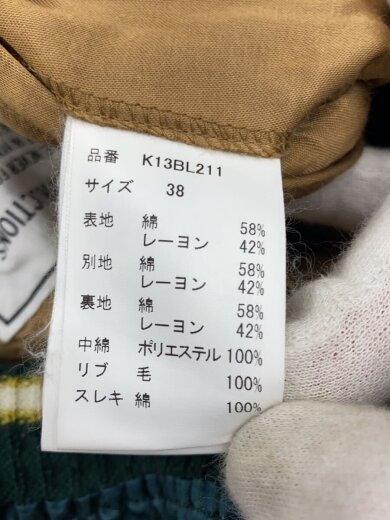 品番 K13BL211
サイズ 38
表地 綿 58%
レーヨン 42%
別地 綿 58%
レーヨン 42%
裏地 綿 58%
レーヨン 42%
中綿 ポリエステル 100%
リブ 毛 100%
スレキ 綿 100%